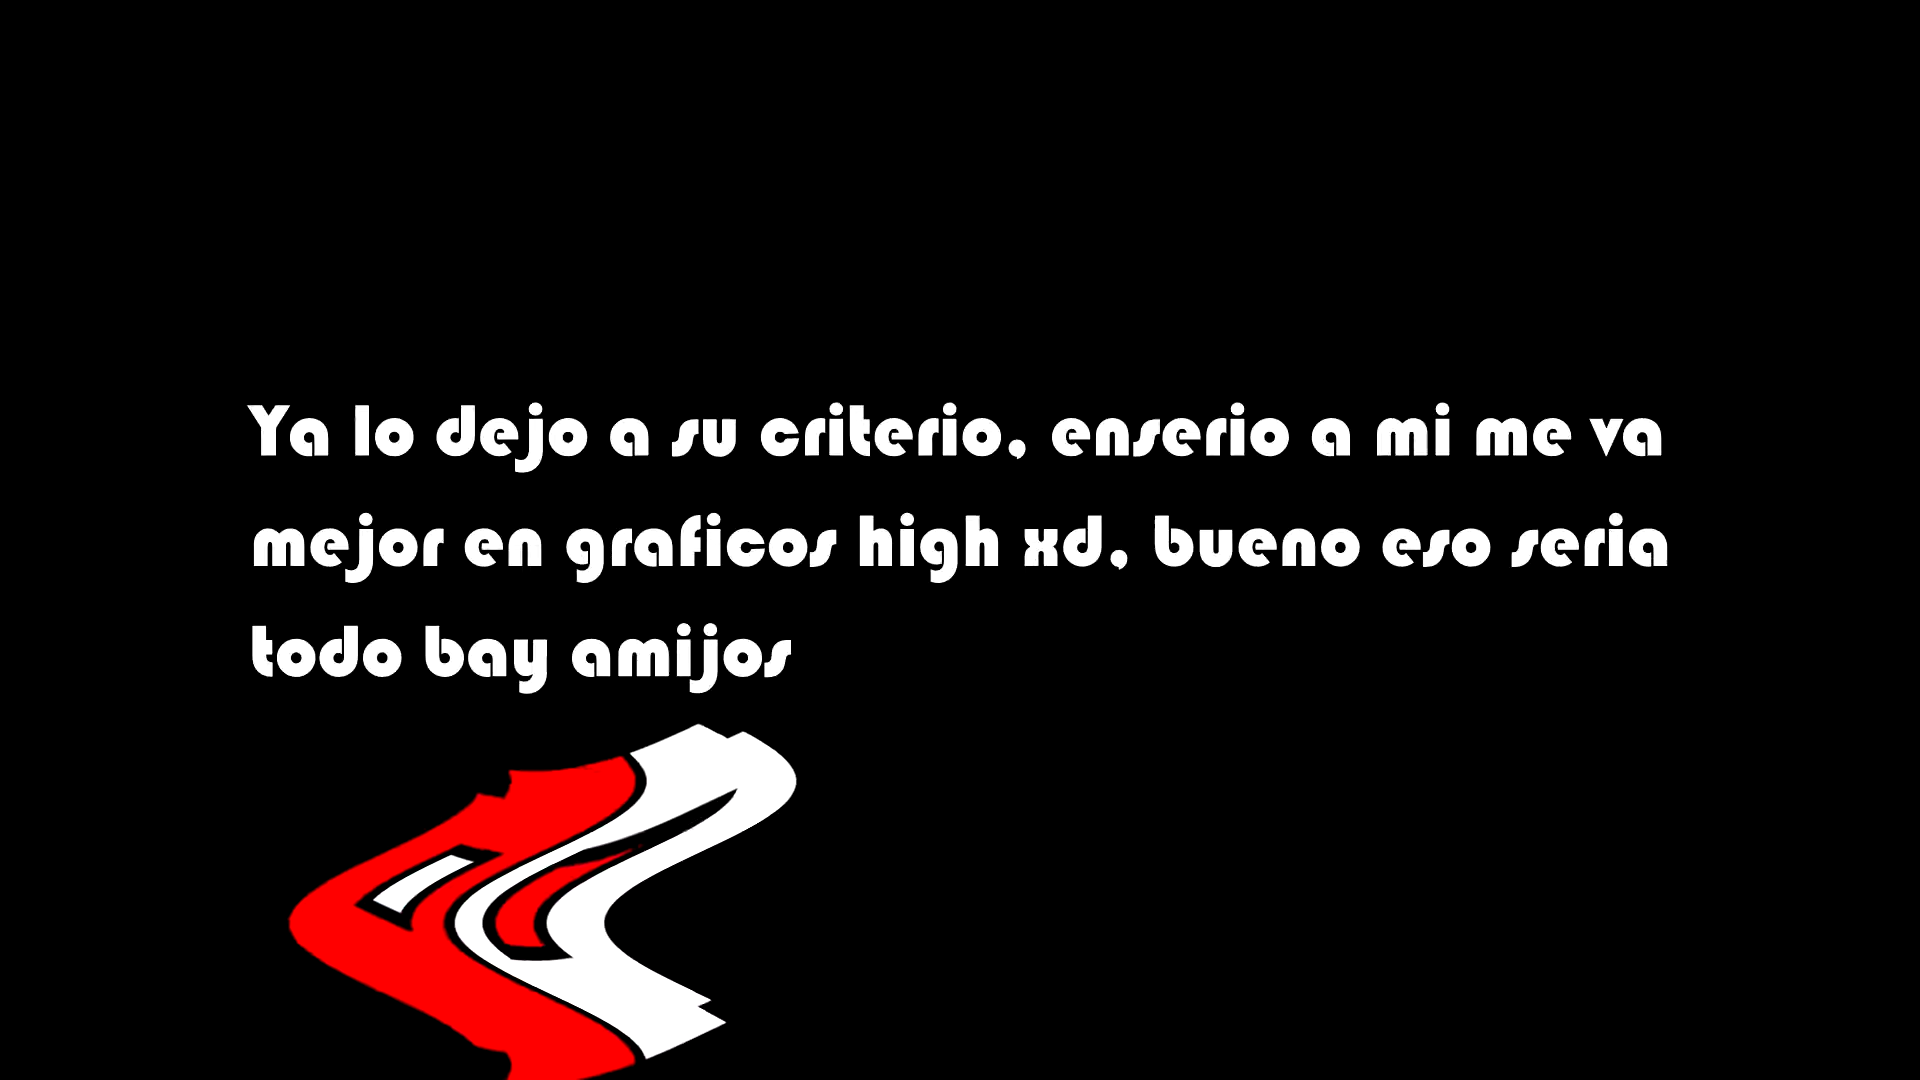 Ya lo dejo a su criterio, enserio a mi me va
mejor en graficos high xd, bueno eso seria
todo bay amijos